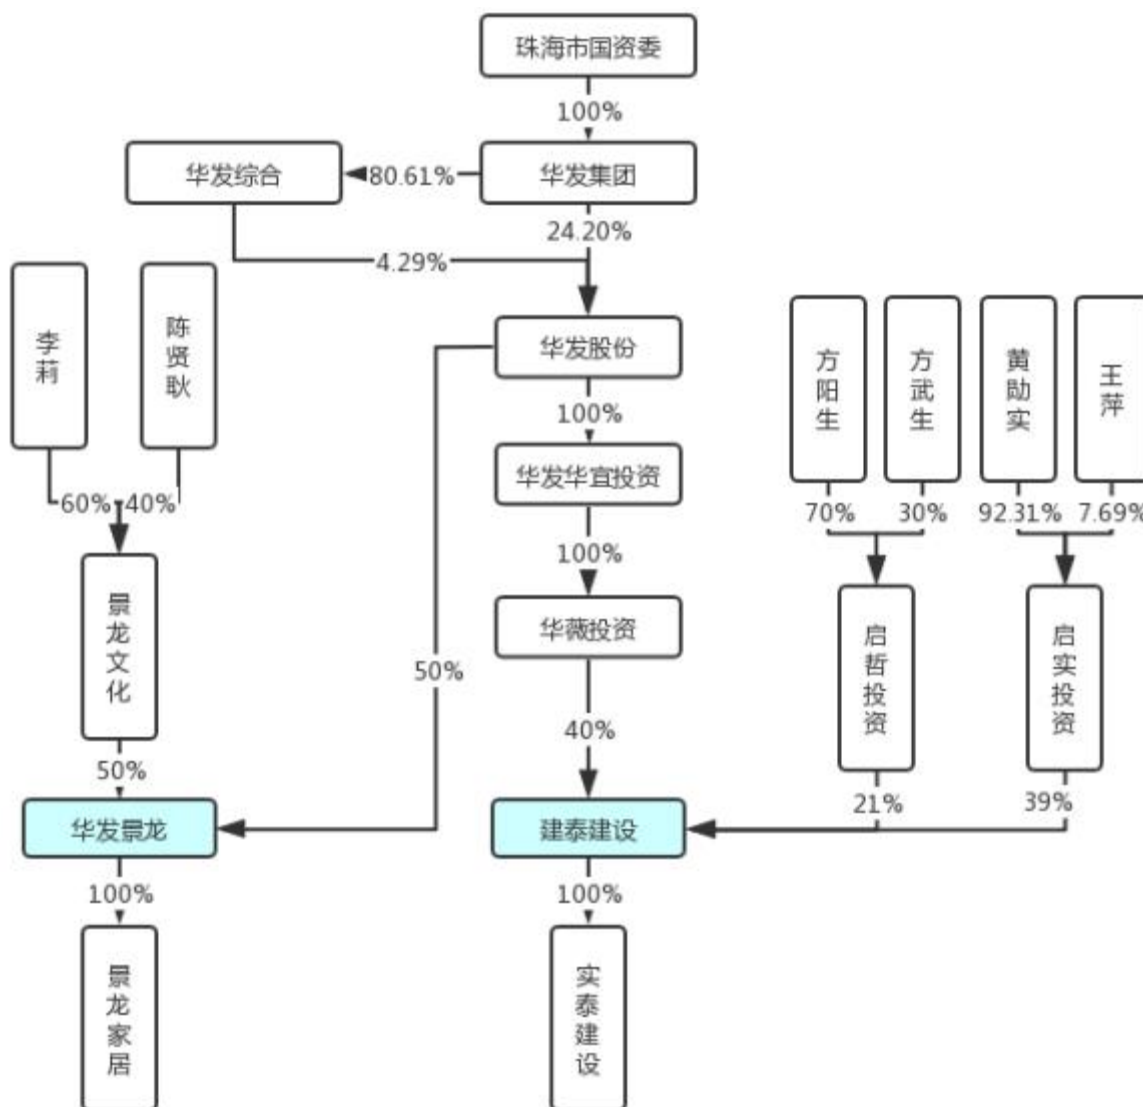 珠海市国资委
100%
华发综合
80.61%
华发集团
24.20%
4.29%
李莉
陈贤耿
华发股份
方阳生
方武生
黄励实
王萍
100%
华发华宜投资
60%
40%
70%
30%
92.31%
7.69%
100%
景龙文化
华薇投资
启哲投资
启实投资
50%
40%
50%
21%
39%
华发景龙
建泰建设
100%
100%
景龙家居
实泰建设